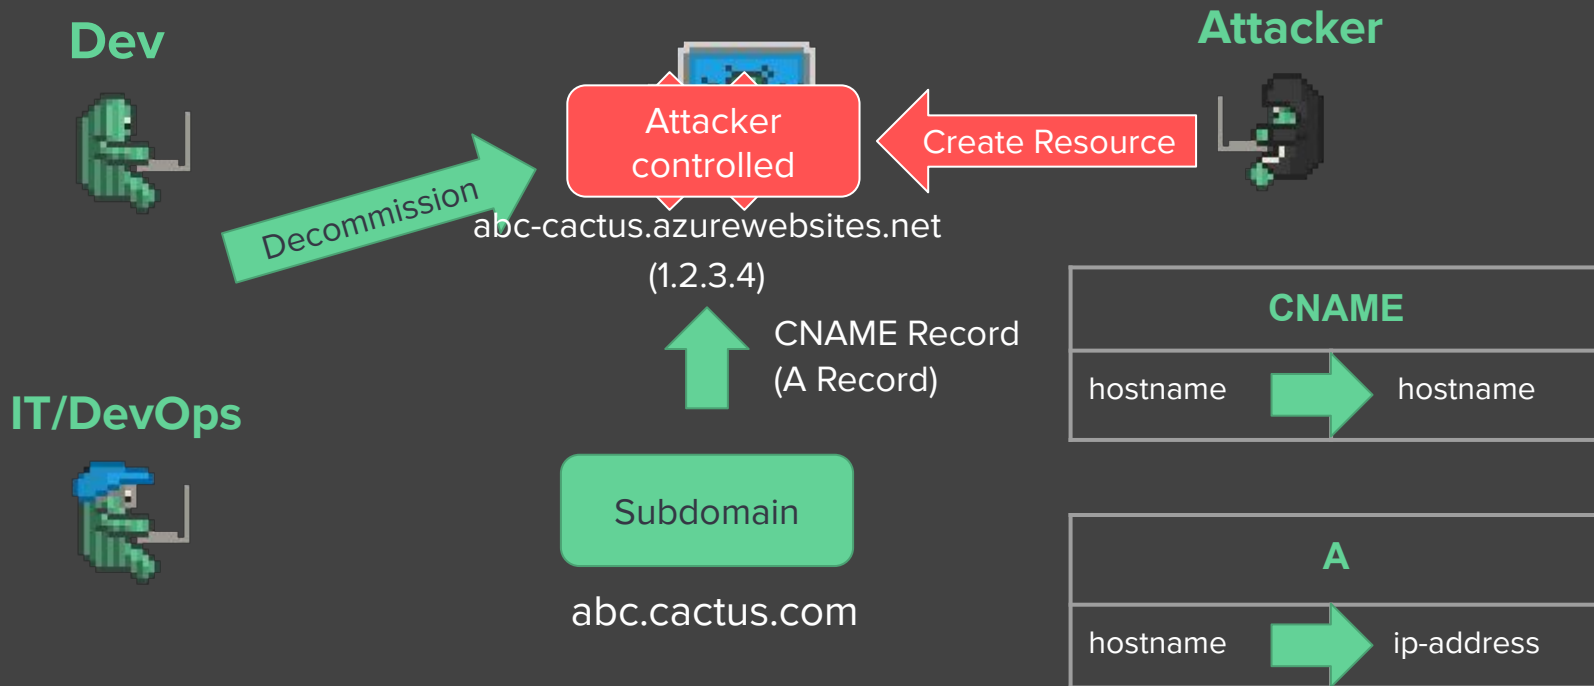 Dev
Attacker
Attacker
controlled
Create Resource
Decommission
abc-cactus.azurewebsites.net
(1.2.3.4)
CNAME Record
(A Record)
CNAME
hostname
hostname
IT/DevOps
Subdomain
abc.cactus.com
A
hostname
ip-address